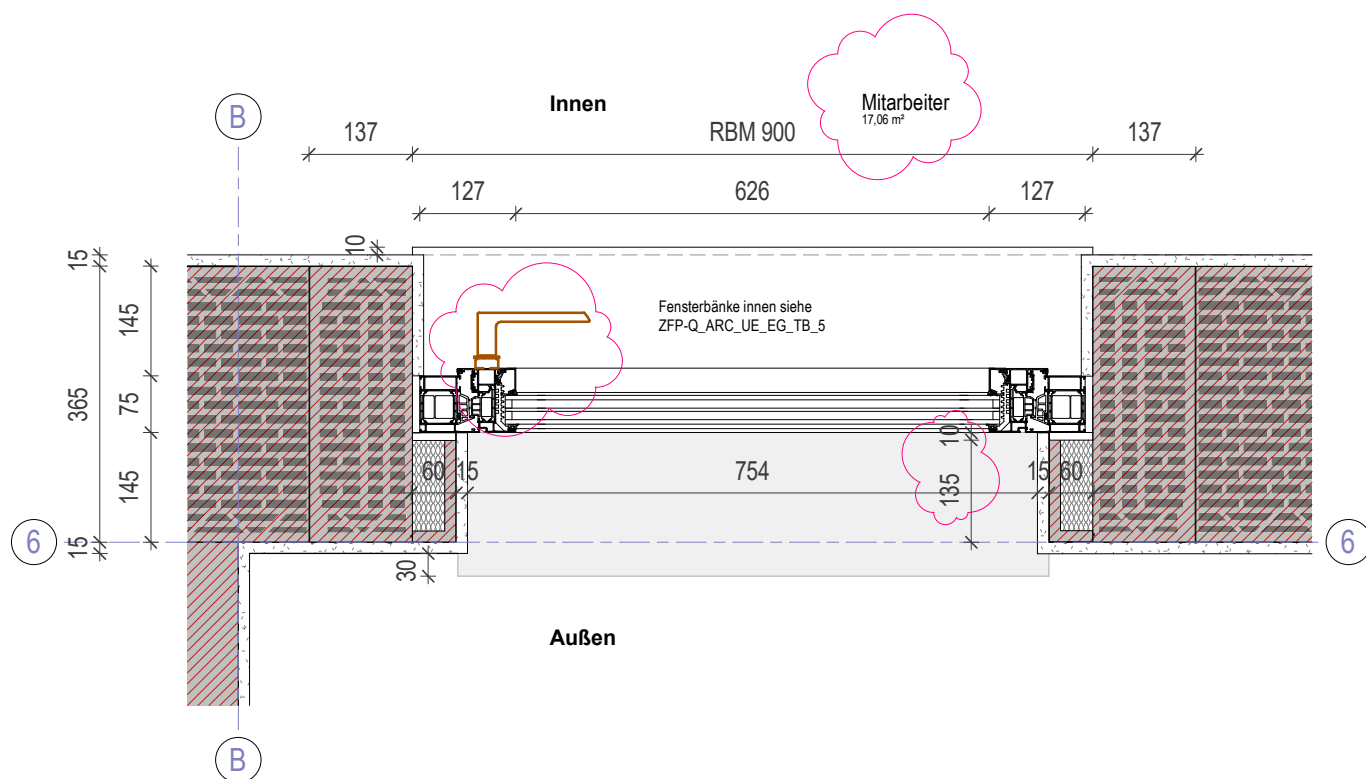 B
Innen
Mitarbeiter
17,06 m²
137
RBM 900
137
127
626
127
15
10
145
365
75
145
15
Fensterbänke innen siehe
ZFP-Q_ARC_UE_EG_TB_5
10
60
15
754
135
15
60
6
6
30
Außen
B